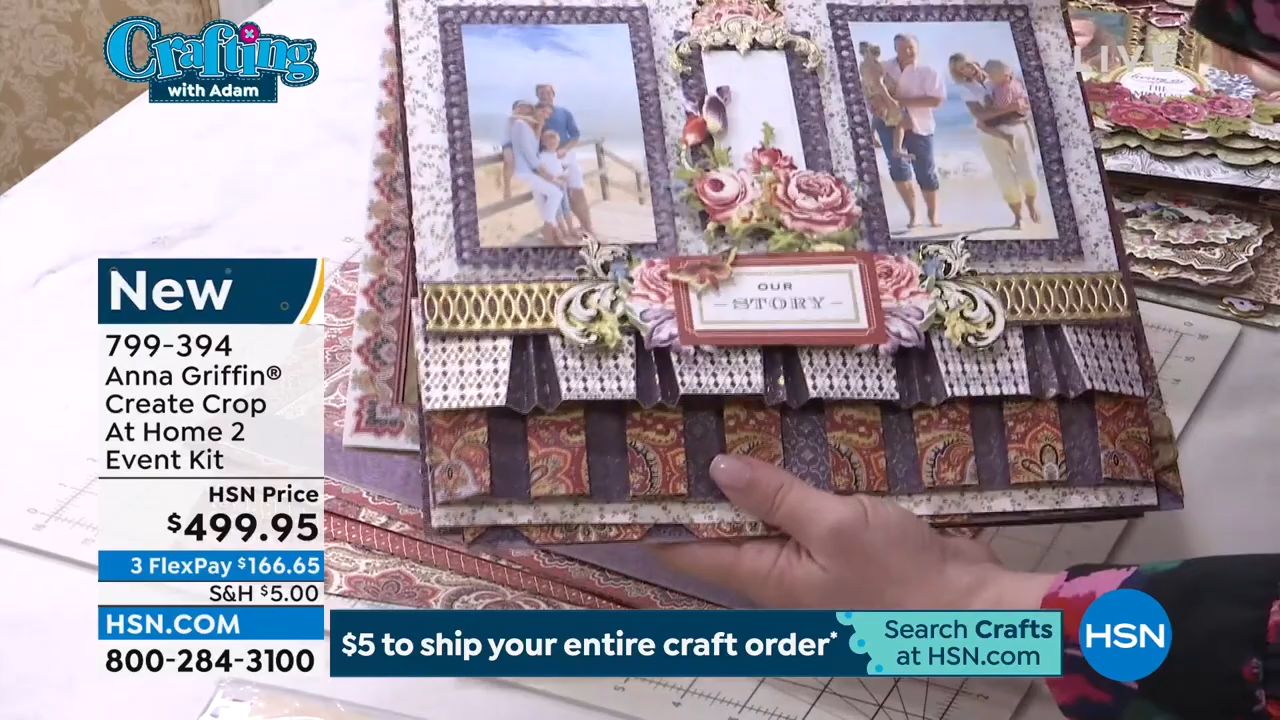 Crafting
with Adam
LIVE
OUR
STORY
New
799-394
Anna Griffin®
Create Crop
At Home 2
Event Kit
HSN Price
$499.95
3 FlexPay $166.65
S&H $5.00
HSN.COM
800-284-3100
$5 to ship your entire craft order*
Search Crafts
at HSN.com
HSN